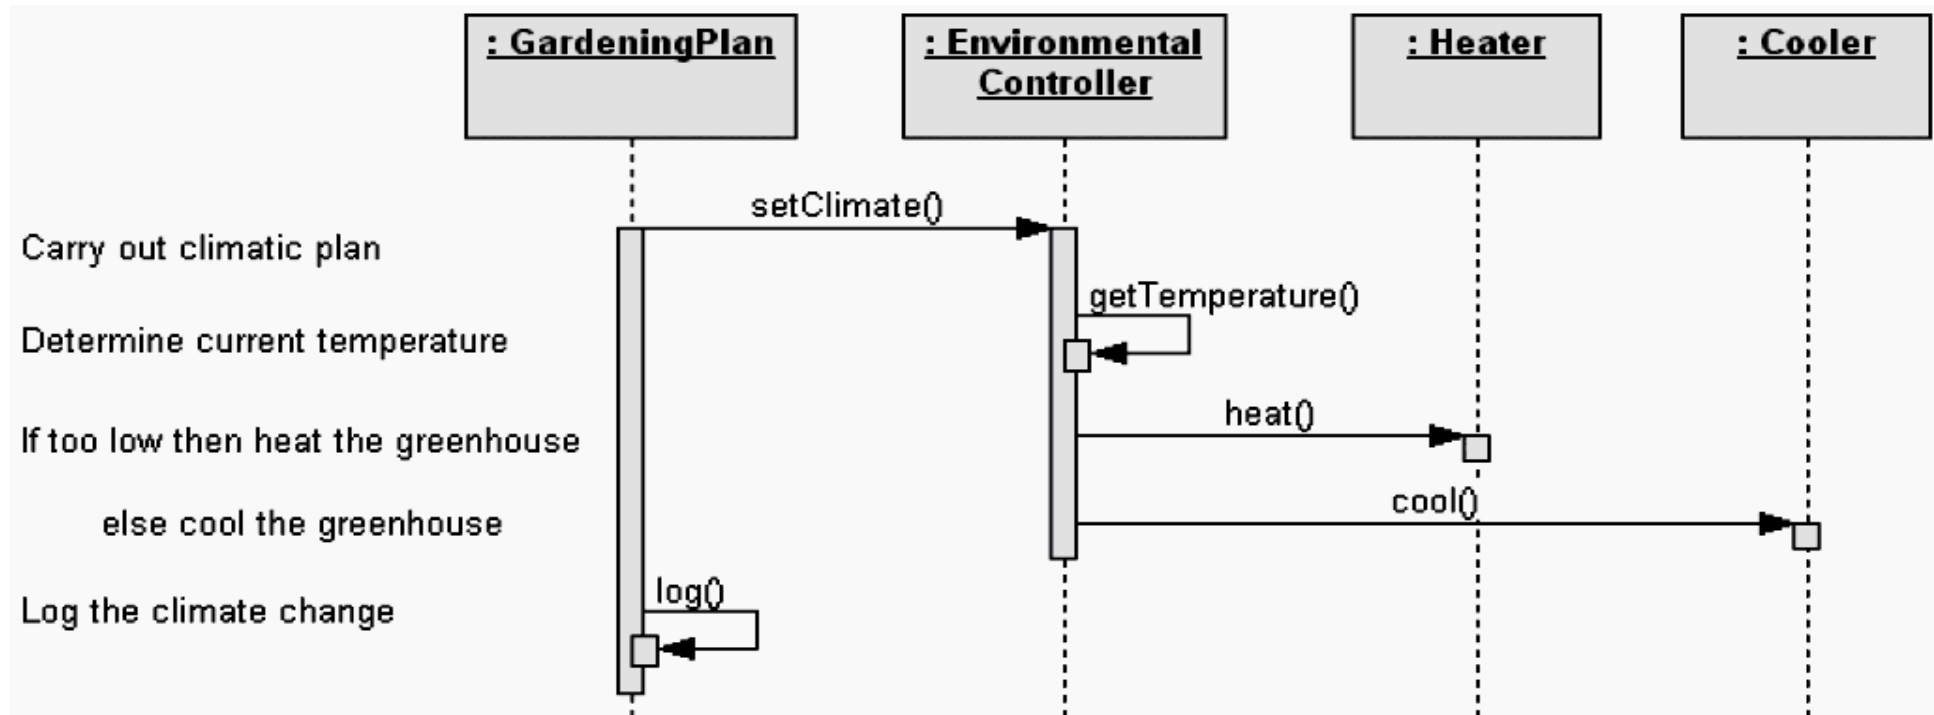 : GardeningPlan
: Environmental
Controller
: Heater
: Cooler
setClimate()
Carry out climatic plan
getTemperature()
Determine current temperature
heat()
If too low then heat the greenhouse
cool()
else cool the greenhouse
log()
Log the climate change